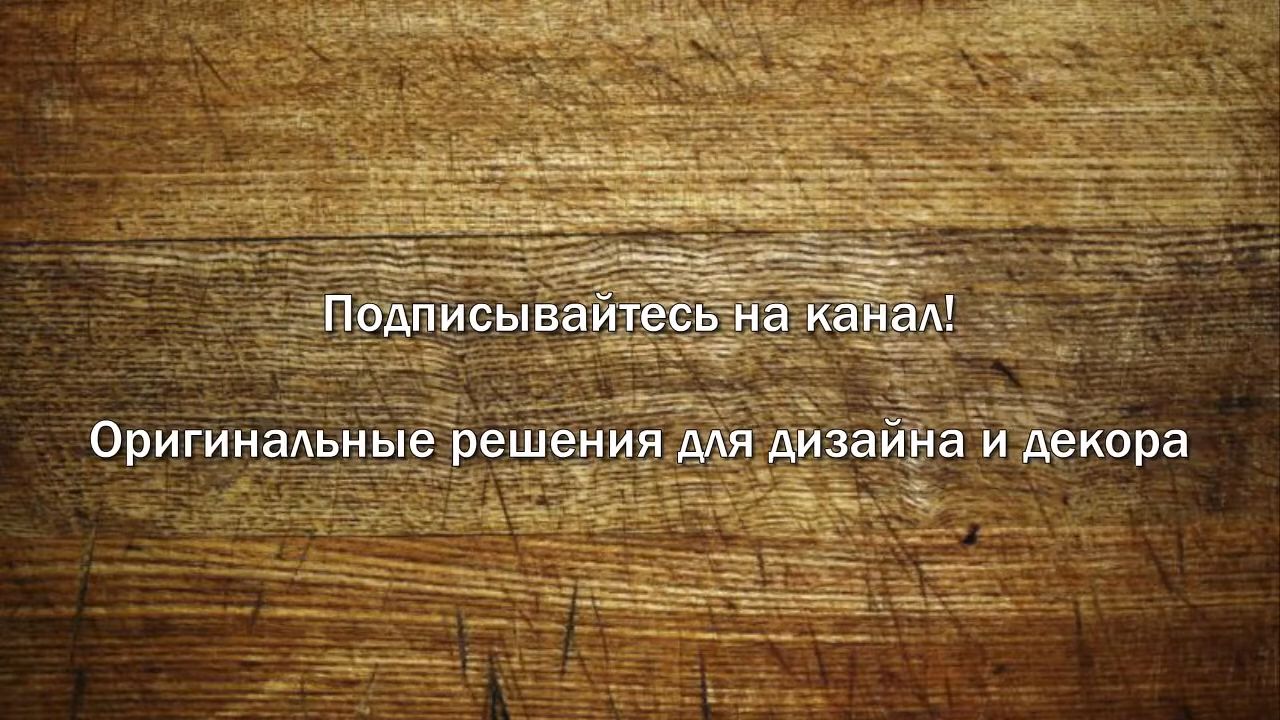 Подписывайтесь на канал!
Оригинальные решения для дизайна и декора